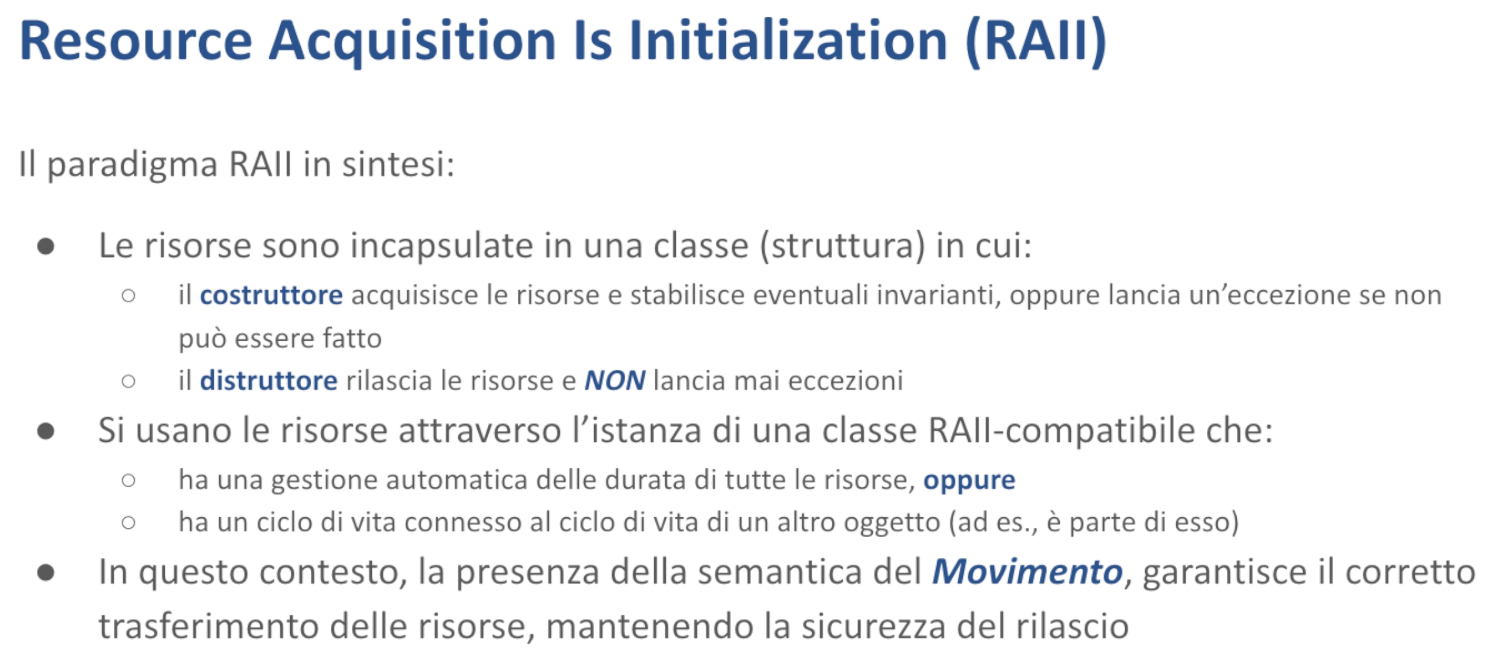 Resource Acquisition Is Initialization (RAII)
Il paradigma RAII in sintesi:
● Le risorse sono incapsulate in una classe (struttura) in cui:
○ il costruttore acquisisce le risorse e stabilisce eventuali invarianti, oppure lancia un’eccezione se non
può essere fatto
○ il distruttore rilascia le risorse e NON lancia mai eccezioni
● Si usano le risorse attraverso l’istanza di una classe RAII-compatibile che:
○ ha una gestione automatica delle durata di tutte le risorse, oppure
○ ha un ciclo di vita connesso al ciclo di vita di un altro oggetto (ad es., è parte di esso)
● In questo contesto, la presenza della semantica del Movimento, garantisce il corretto
trasferimento delle risorse, mantenendo la sicurezza del rilascio